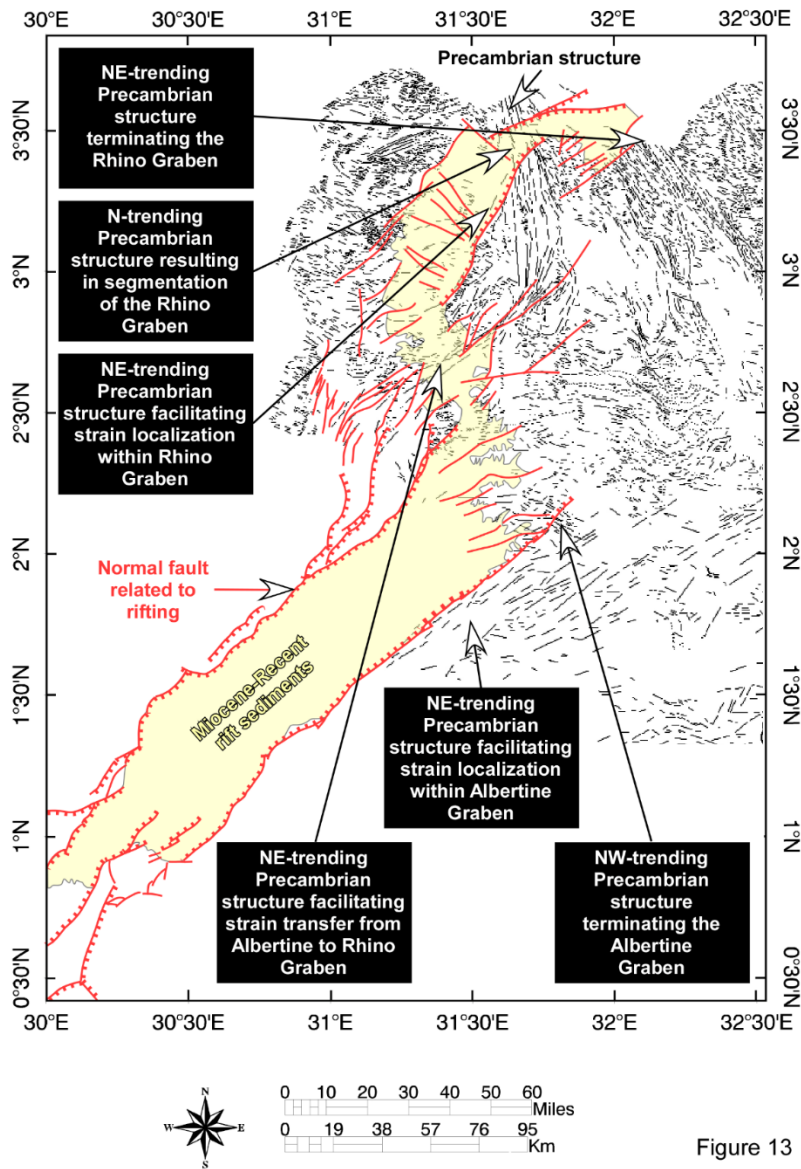 30°
30°30'E
31°E
31°30'E
32°E
Precambrian structure
NE-trending
Precambrian
structure
terminating the
Rhino Graben
N-trending
Precambrian
structure resulting
in segmentation
of the Rhino
Graben
NE-trending
Precambrian
structure facilitating
strain localization
within Rhino
Graben
Normal fault
related to
rifting
Miocene-Recent
rift sediments
NE-trending
Precambrian
structure facilitating
strain localization
within Albertine
Graben
NE-trending
Precambrian
structure facilitating
strain transfer from
Albertine to Rhino
Graben
NW-trending
Precambrian
structure
terminating the
Albertine
Graben
3°30'N
3°N
2°30'N
2°N
1°30'N
1°N
0°30'N
3°30'N
3°N
2°30'N
2°N
1°30'N
1°N
0°30'N
30°E
30°30'E
31°E
31°30'E
32°E
32°30'E
N
W E
S
0 10 20 30 40 50 60
Miles
0 19 38 57 76 95
Km
Figure 13